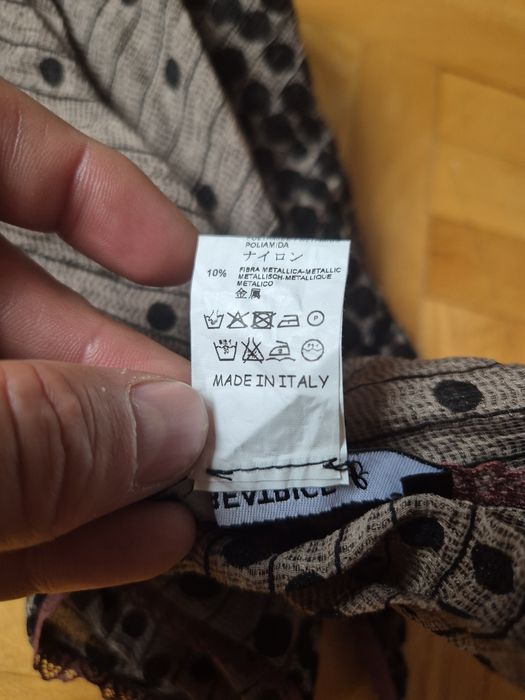 POLIAMIDA
ナイロン
10% FIBRA METALLICA-METALLIC
METALLISCH-METALLIQUE
METALICO
金属
P
MADE IN ITALY